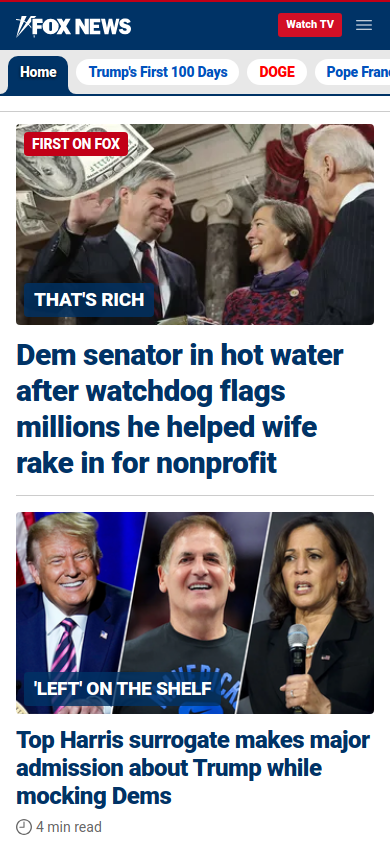 FOX NEWS
Watch TV
Home
Trump's First 100 Days
DOGE
Pope Fran
FIRST ON FOX
THAT'S RICH
Dem senator in hot water
after watchdog flags
millions he helped wife
rake in for nonprofit
MAVERICK
'LEFT' ON THE SHELF
Top Harris surrogate makes major
admission about Trump while
mocking Dems
4 min read